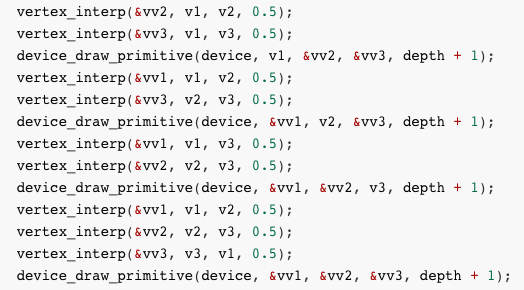 vertex_interp(&vv2, v1, v2, 0.5);
vertex_interp(&vv3, v1, v3, 0.5);
device_draw_primitive(device, v1, &vv2, &vv3, depth + 1);
vertex_interp(&vv1, v1, v2, 0.5);
vertex_interp(&vv3, v2, v3, 0.5);
device_draw_primitive(device, &vv1, v2, &vv3, depth + 1);
vertex_interp(&vv1, v1, v3, 0.5);
vertex_interp(&vv2, v2, v3, 0.5);
device_draw_primitive(device, &vv1, &vv2, v3, depth + 1);
vertex_interp(&vv1, v1, v2, 0.5);
vertex_interp(&vv2, v2, v3, 0.5);
vertex_interp(&vv3, v3, v1, 0.5);
device_draw_primitive(device, &vv1, &vv2, &vv3, depth + 1);